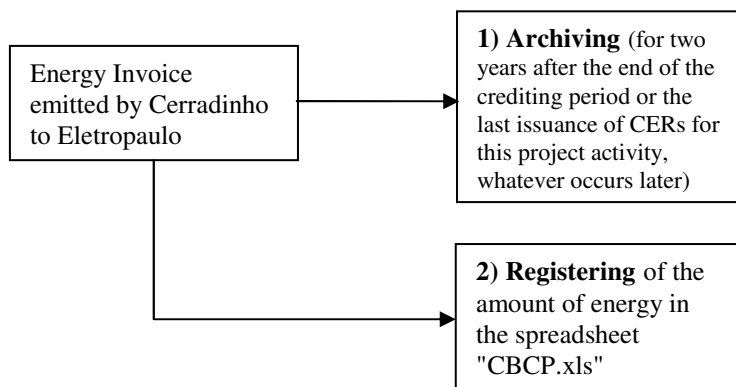 Energy Invoice
emitted by Cerradinho
to Eletropaulo
1) Archiving (for two
years after the end of the
crediting period or the
last issuance of CERs for
this project activity,
whatever occurs later)
2) Registering of the
amount of energy in
the spreadsheet
"CBCP.xls"